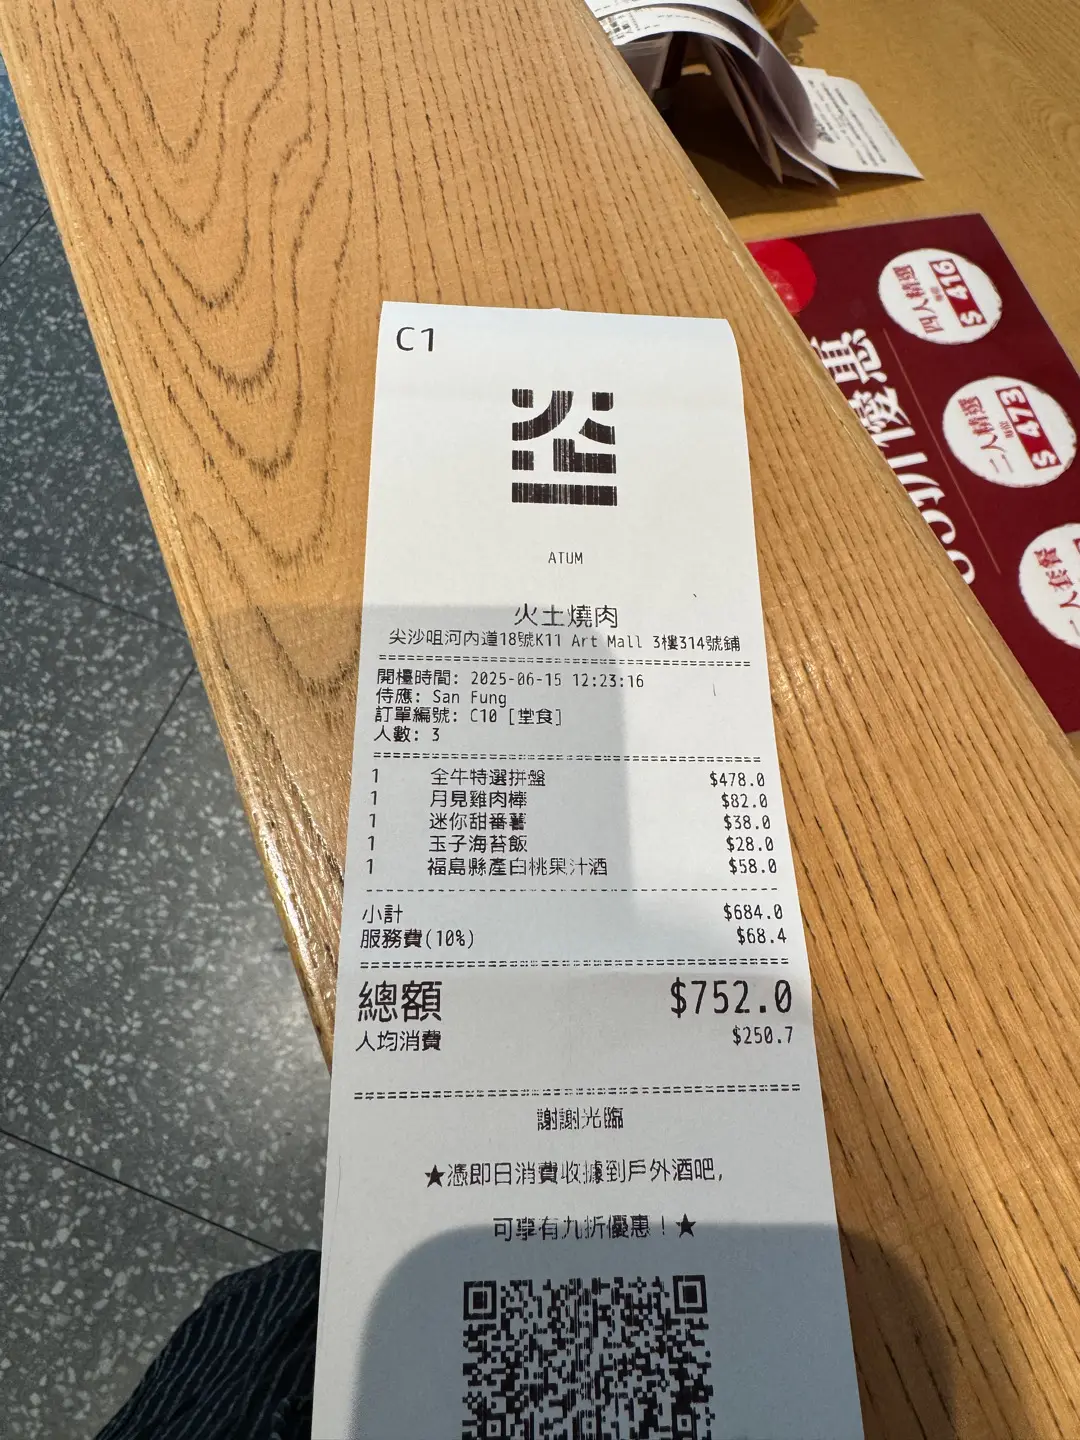 C1
ATUM
火土燒肉
尖沙咀河內道18號K11 Art Mall 3樓314號鋪
開檯時間: 2025-06-15 12:23:16
侍應: San Fung
訂單編號: C10 [堂食]
人數: 3
1 全牛特選拼盤 $478.0
1 月見雞肉棒 $82.0
1 迷你甜番薯 $38.0
1 玉子海苔飯 $28.0
1 福島縣產白桃果汁酒 $58.0
小計 $684.0
服務費(10%) $68.4
總額 $752.0
人均消費 $250.7
謝謝光臨
★憑即日消費收據到戶外酒吧,
可享有九折優惠！★
四人精選
$ 416
二人精選
$ 473
折優惠
人套餐